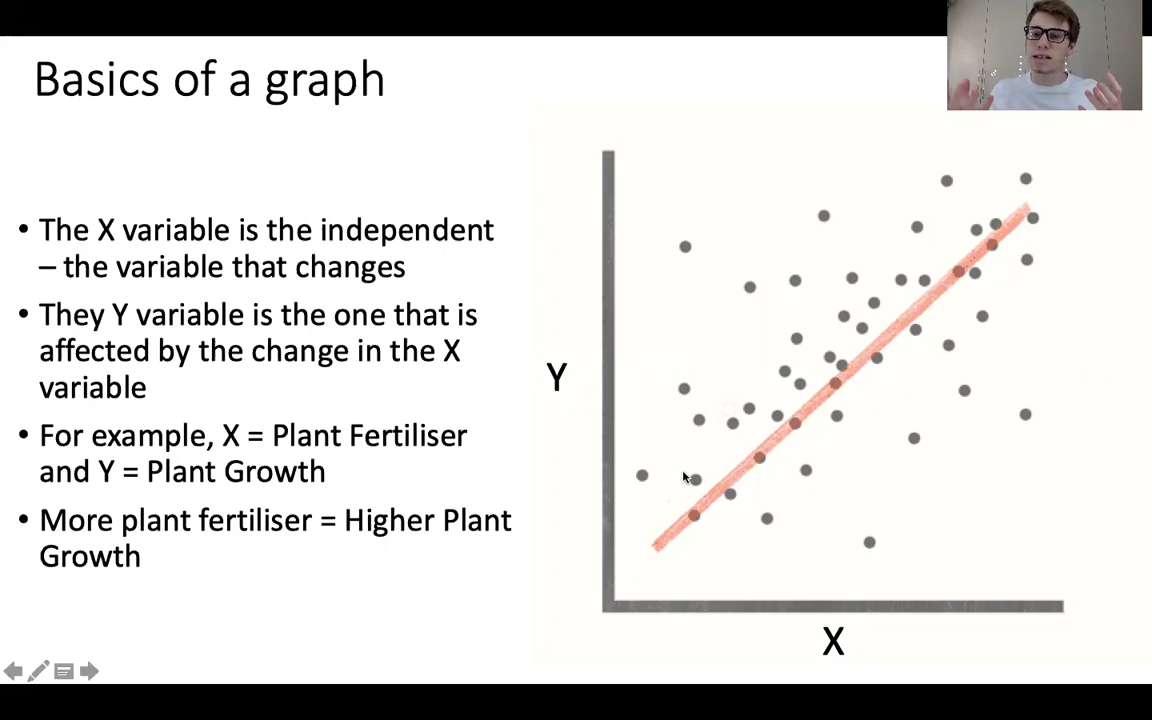 Basics of a graph
• The X variable is the independent
– the variable that changes
• They Y variable is the one that is
affected by the change in the X
variable
• For example, X = Plant Fertiliser
and Y = Plant Growth
• More plant fertiliser = Higher Plant
Growth
Y
X